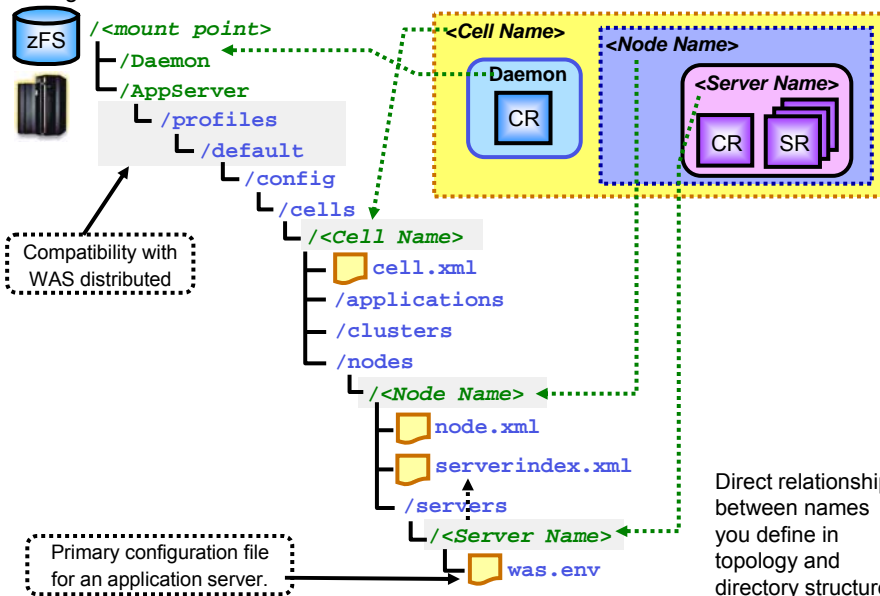 zFS
/<mount point>
/Daemon
/AppServer
/profiles
/default
/config
/cells
/<Cell Name>
cell.xml
/applications
/clusters
/nodes
/<Node Name>
node.xml
serverindex.xml
/servers
/<Server Name>
was.env
Compatibility with
WAS distributed
Primary configuration file
for an application server.
<Cell Name>
Daemon
CR
<Node Name>
<Server Name>
CR
SR
Direct relationship
between names
you define in
topology and
directory structure